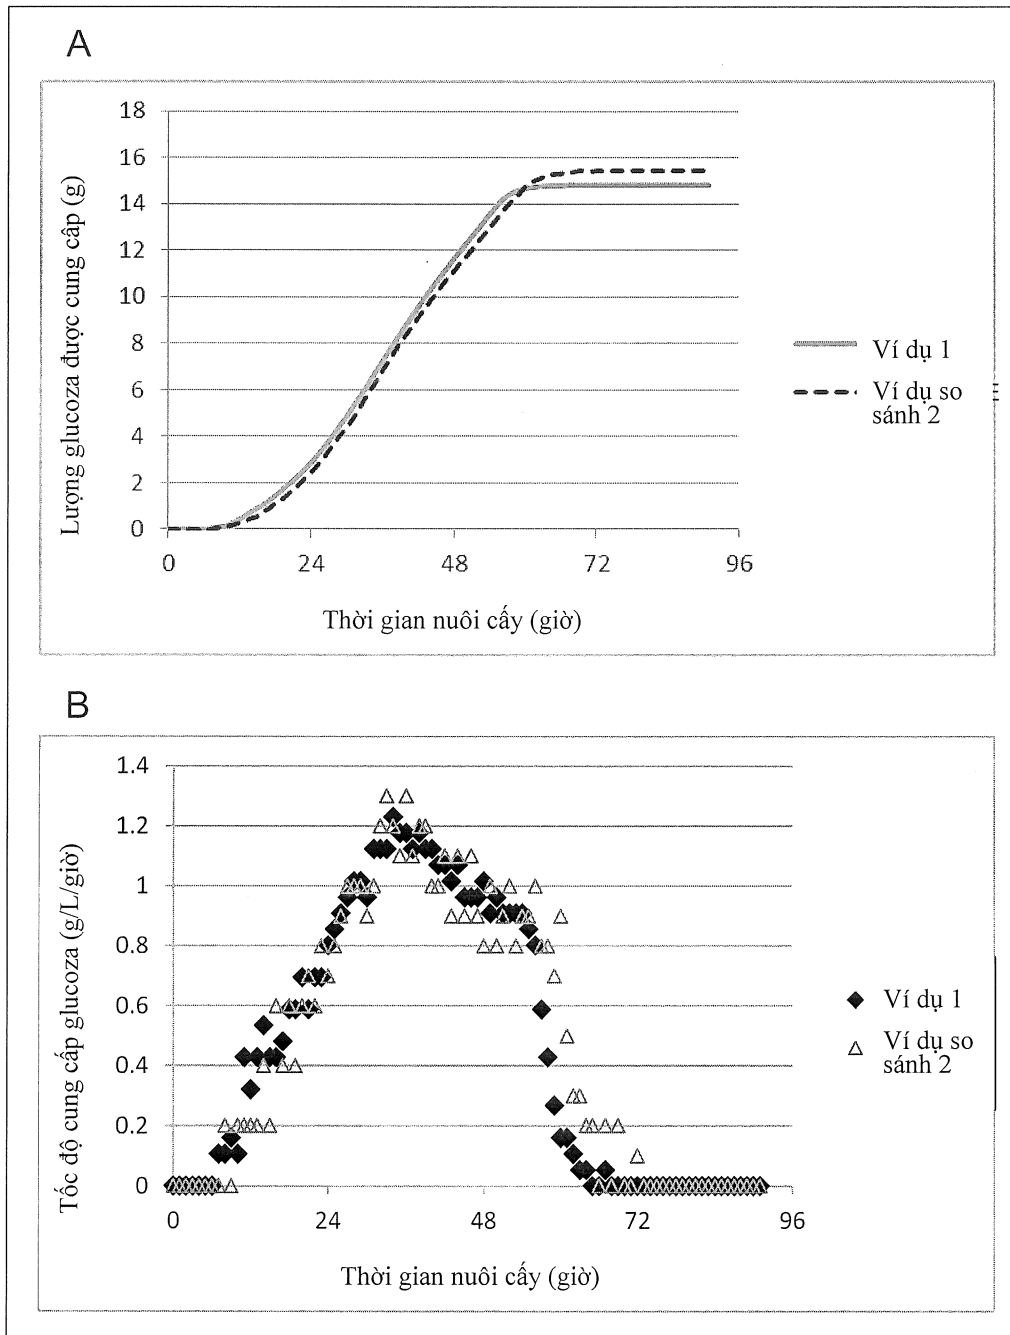 A
Lượng glucoza được cung câp (g)
18
16
14
12
10
8
6
4
2
0
0 24 48 72 96
Thời gian nuôi cấy (giờ)
Ví dụ 1
Ví dụ so
sánh 2
B
Tốc độ cung cấp glucoza (g/L/giờ)
1.4
1.2
1
0.8
0.6
0.4
0.2
0
0 24 48 72 96
Thời gian nuôi cấy (giờ)
Ví dụ 1
Ví dụ so
sánh 2